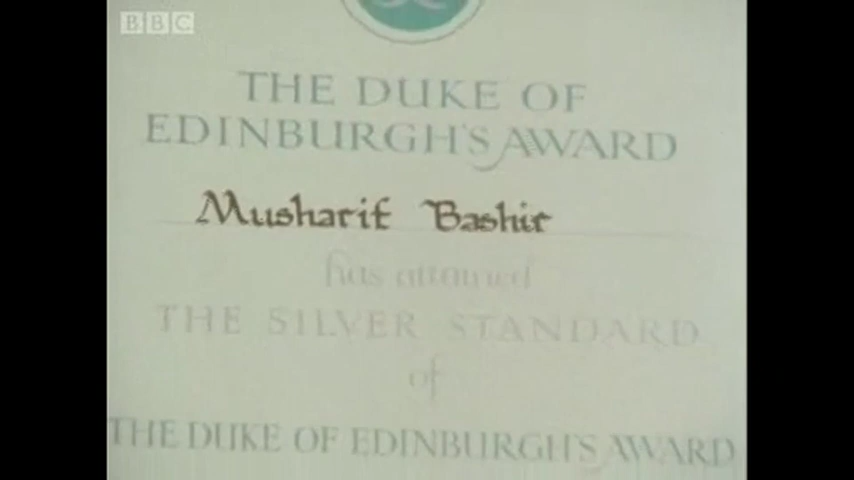 BBC
THE DUKE OF
EDINBURGH'S AWARD
Musharif Bashir
has attained
THE SILVER STANDARD
of
THE DUKE OF EDINBURGH'S AWARD